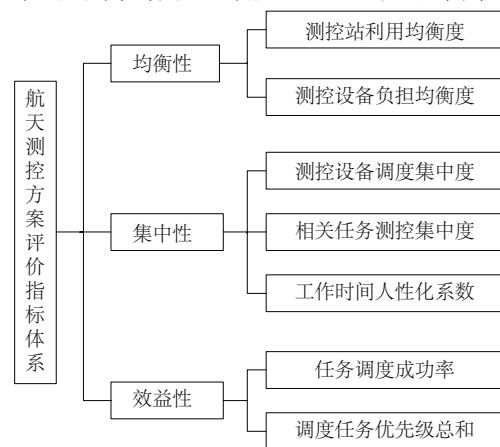 航天测控方案评价指标体系
均衡性
测控站利用均衡度
测控设备负担均衡度
集中性
测控设备调度集中度
相关任务测控集中度
工作时间人性化系数
效益性
任务调度成功率
调度任务优先级总和